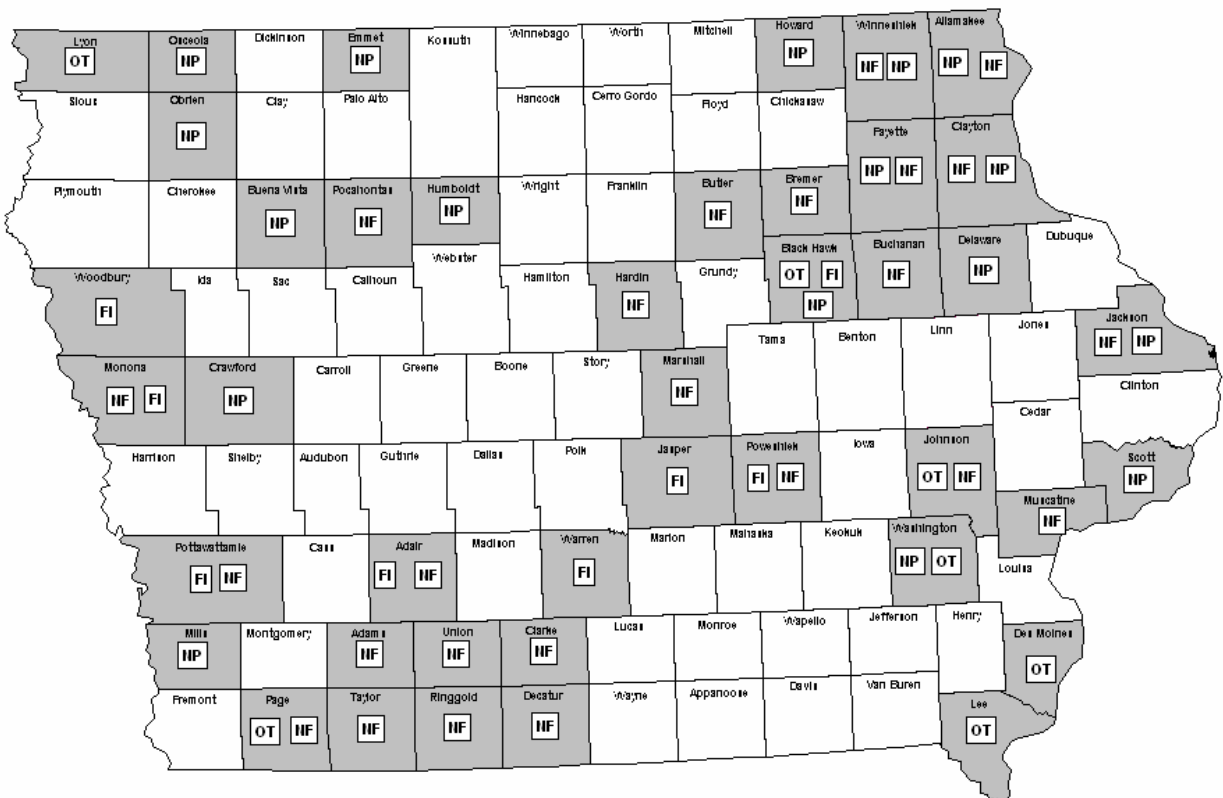 Lyon
OT
Osceola
NP
Dickinson
Emmet
NP
Kossuth
Winnebago
Worth
Mitchell
Howard
NP
Winneshiek
NF NP
Allamakee
NP NF
Sioux
Obrien
NP
Clay
Palo Alto
Hancock
Cerro Gordo
Floyd
Chickasaw
Fayette
NP NF
Clayton
NF NP
Plymouth
Cherokee
Buena Vista
NP
Pocahontas
NF
Humboldt
NP
Wright
Franklin
Butler
NF
Bremer
NF
Woodbury
FI
Ida
Sac
Calhoun
Webster
Hamilton
Hardin
NF
Grundy
Black Hawk
OT FI
NP
Buchanan
NF
Delaware
NP
Dubuque
Monona
NF FI
Crawford
NP
Carroll
Greene
Boone
Story
Marshall
NF
Tama
Benton
Linn
Jones
Jackson
NF NP
Clinton
Cedar
Harrison
Shelby
Audubon
Guthrie
Dallas
Polk
Jasper
FI
Poweshiek
FI NF
Iowa
Johnson
OT NF
Scott
NP
Muscatine
NF
Pottawattamie
FI NF
Cass
Adair
FI NF
Madison
Warren
FI
Marion
Mahaska
Keokuk
Washington
NP OT
Louisa
Mills
NP
Montgomery
Adams
NF
Union
NF
Clarke
NF
Lucas
Monroe
Wapello
Jefferson
Henry
Des Moines
OT
Fremont
Page
OT NF
Taylor
NF
Ringgold
NF
Decatur
NF
Wayne
Appanoose
Davis
Van Buren
Lee
OT